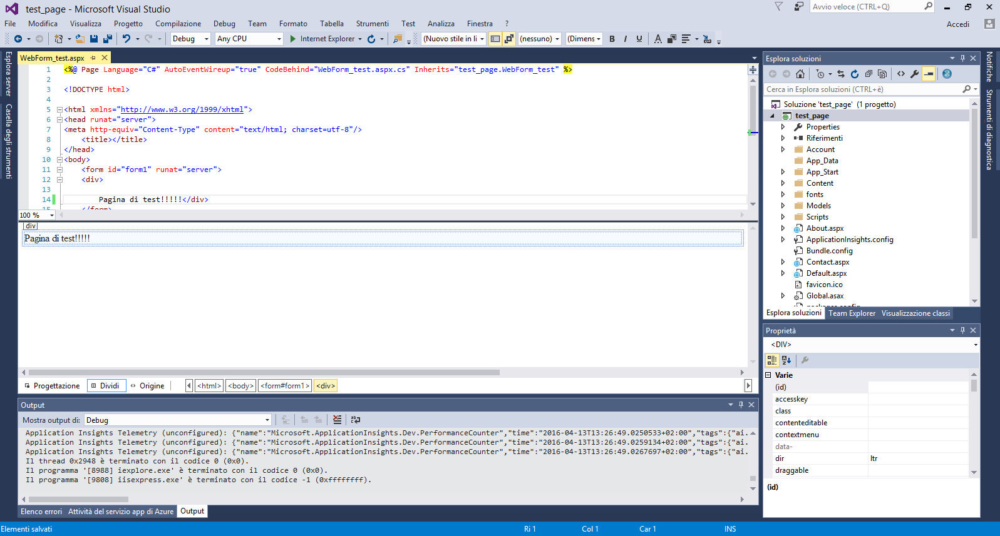 test_page - Microsoft Visual Studio
Avvio veloce (CTRL+Q)
File Modifica Visualizza Progetto Compilazione Debug Team Formato Tabella Strumenti Test Analizza Finestra ?
Accedi
Debug Any CPU Internet Explorer (Nuovo stile in li (nessuno) (Dimens B I U A
Esplora server
Casella degli strumenti
WebForm_test.aspx
1 <%@ Page Language="C#" AutoEventWireup="true" CodeBehind="WebForm_test.aspx.cs" Inherits="test_page.WebForm_test" %>
2
3 <!DOCTYPE html>
4
5 <html xmlns="http://www.w3.org/1999/xhtml">
6 <head runat="server">
7 <meta http-equiv="Content-Type" content="text/html; charset=utf-8"/>
8 <title></title>
9 </head>
10 <body>
11 <form id="form1" runat="server">
12 <div>
13
14 Pagina di test!!!!!</div>
15 </form>
100 %
div
Pagina di test!!!!!
Progettazione Dividi Origine <html> <body> <form#form1> <div>
Output
Mostra output di: Debug
Application Insights Telemetry (unconfigured): {"name":"Microsoft.ApplicationInsights.Dev.PerformanceCounter","time":"2016-04-13T13:26:49.0250533+02:00","tags":{"ai.
Application Insights Telemetry (unconfigured): {"name":"Microsoft.ApplicationInsights.Dev.PerformanceCounter","time":"2016-04-13T13:26:49.0259134+02:00","tags":{"ai.
Application Insights Telemetry (unconfigured): {"name":"Microsoft.ApplicationInsights.Dev.PerformanceCounter","time":"2016-04-13T13:26:49.0267697+02:00","tags":{"ai.
Il thread 0x2948 è terminato con il codice 0 (0x0).
Il programma '[8988] iexplore.exe' è terminato con il codice 0 (0x0).
Il programma '[9808] iisexpress.exe' è terminato con il codice -1 (0xffffffff).
Elenco errori Attività del servizio app di Azure Output
Esplora soluzioni
Cerca in Esplora soluzioni (CTRL+è)
Soluzione 'test_page' (1 progetto)
test_page
Properties
Riferimenti
Account
App_Data
App_Start
Content
fonts
Models
Scripts
About.aspx
ApplicationInsights.config
Bundle.config
Contact.aspx
Default.aspx
favicon.ico
Global.asax
packages.config
Esplora soluzioni Team Explorer Visualizzazione classi
Proprietà
<DIV>
Varie
(id)
accesskey
class
contenteditable
contextmenu
data-
dir ltr
draggable
(id)
Notifiche
Strumenti di diagnostica
Elementi salvati Ri 1 Col 1 Car 1 INS